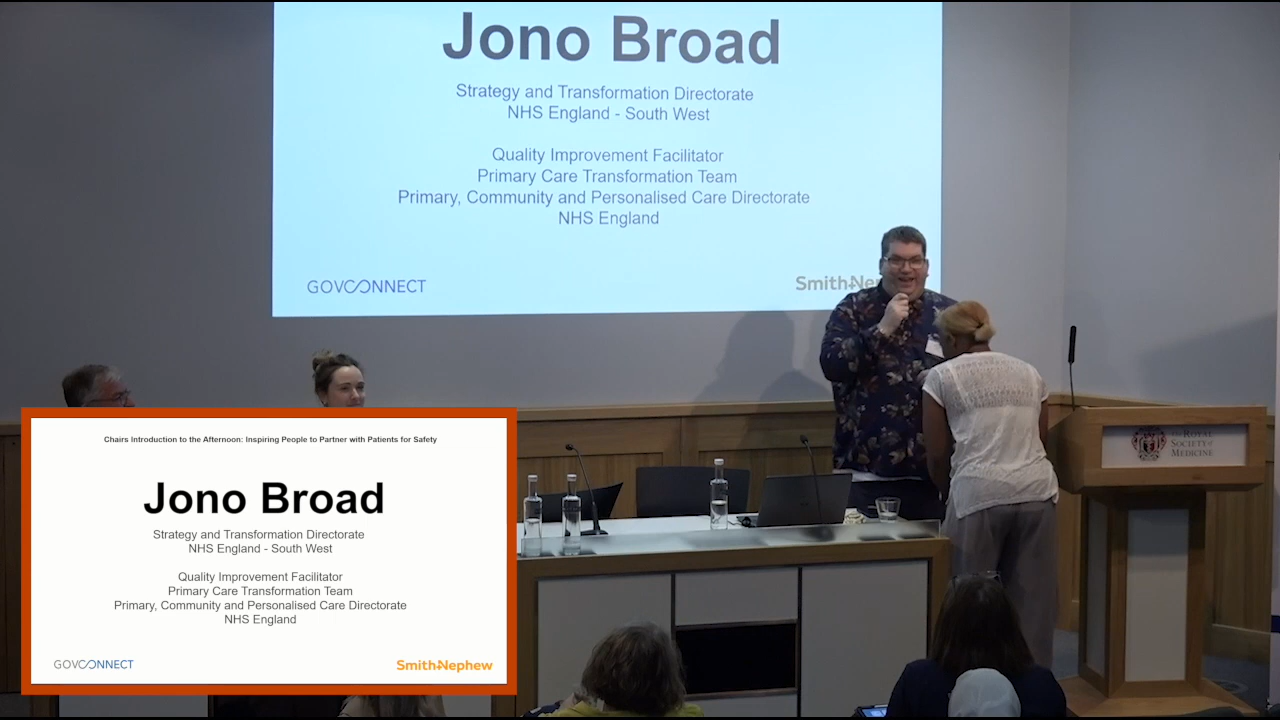 Jono Broad
Strategy and Transformation Directorate
NHS England - South West
Quality Improvement Facilitator
Primary Care Transformation Team
Primary, Community and Personalised Care Directorate
NHS England
GOVCONNECT
Smith+Ne
The Royal
Society of
Medicine
Chairs Introduction to the Afternoon: Inspiring People to Partner with Patients for Safety
Jono Broad
Strategy and Transformation Directorate
NHS England - South West
Quality Improvement Facilitator
Primary Care Transformation Team
Primary, Community and Personalised Care Directorate
NHS England
GOVCONNECT
Smith+Nephew